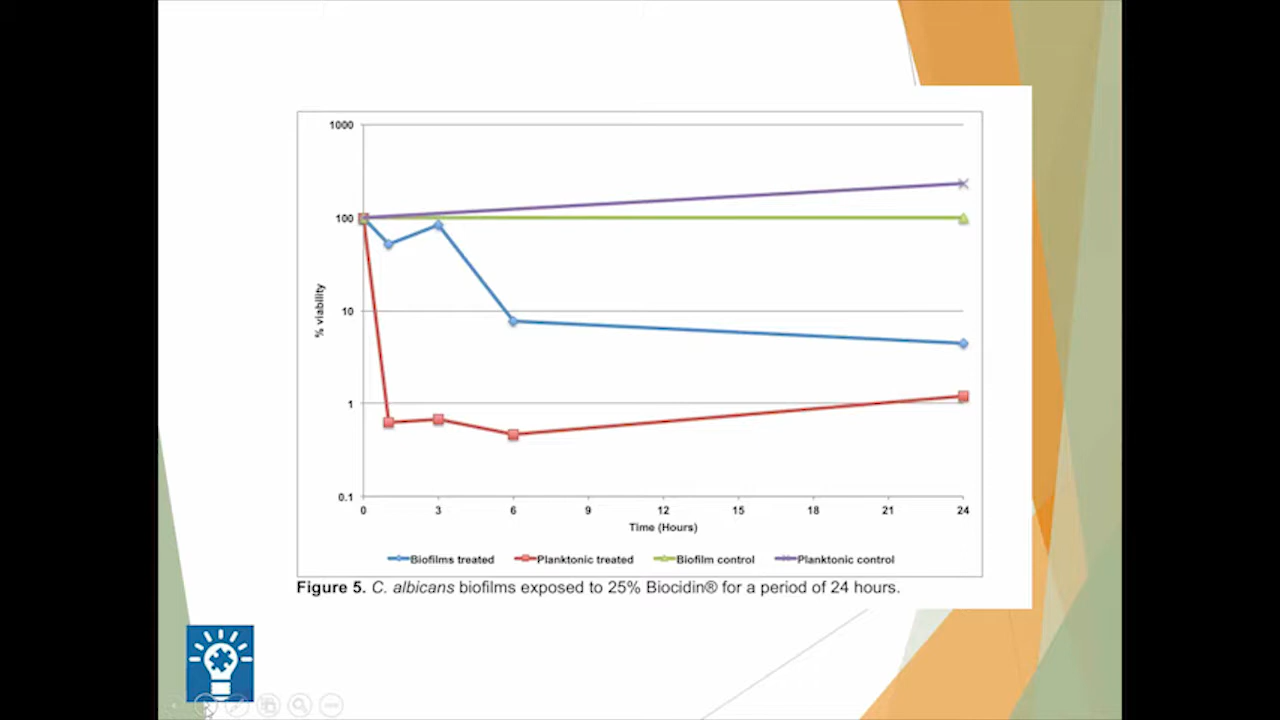 1000
100
10
1
0.1
% viability
0 3 6 9 12 15 18 21 24
Time (Hours)
Biofilms treated Planktonic treated Biofilm control Planktonic control
Figure 5. C. albicans biofilms exposed to 25% Biocidin® for a period of 24 hours.